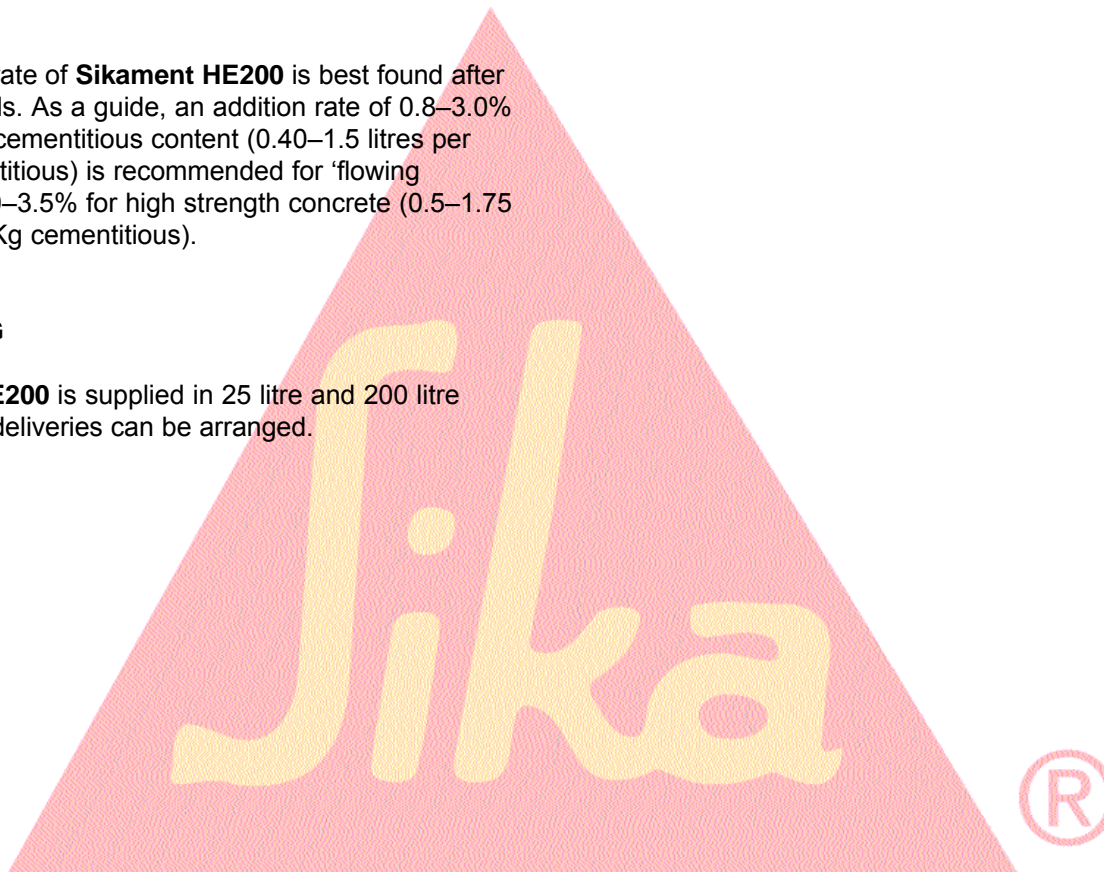 rate of Sikament HE200 is best found after
ls. As a guide, an addition rate of 0.8–3.0%
cementitious content (0.40–1.5 litres per
titious) is recommended for ‘flowing
–3.5% for high strength concrete (0.5–1.75
Kg cementitious).
G
E200 is supplied in 25 litre and 200 litre
deliveries can be arranged.
Sika
®